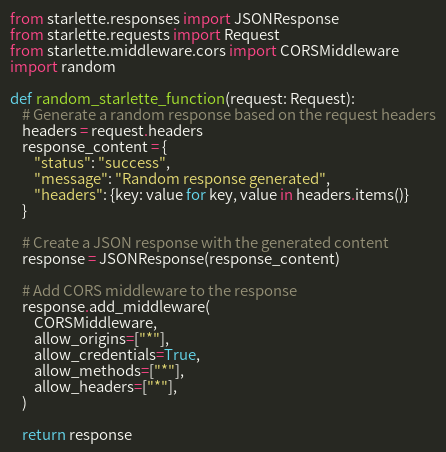 from starlette.responses import JSONResponse
from starlette.requests import Request
from starlette.middleware.cors import CORSMiddleware
import random

def random_starlette_function(request: Request):
    # Generate a random response based on the request headers
    headers = request.headers
    response_content = {
        "status": "success",
        "message": "Random response generated",
        "headers": {key: value for key, value in headers.items()}
    }

    # Create a JSON response with the generated content
    response = JSONResponse(response_content)

    # Add CORS middleware to the response
    response.add_middleware(
        CORSMiddleware,
        allow_origins=["*"],
        allow_credentials=True,
        allow_methods=["*"],
        allow_headers=["*"],
    )

    return response